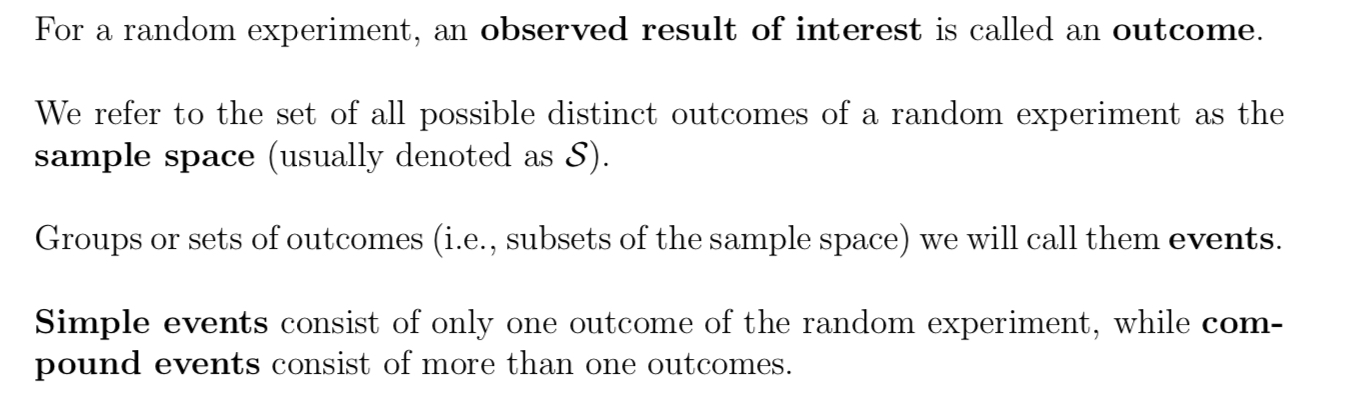 For a random experiment, an observed result of interest is called an outcome.
We refer to the set of all possible distinct outcomes of a random experiment as the
sample space (usually denoted as 𝒮).
Groups or sets of outcomes (i.e., subsets of the sample space) we will call them events.
Simple events consist of only one outcome of the random experiment, while com-
pound events consist of more than one outcomes.